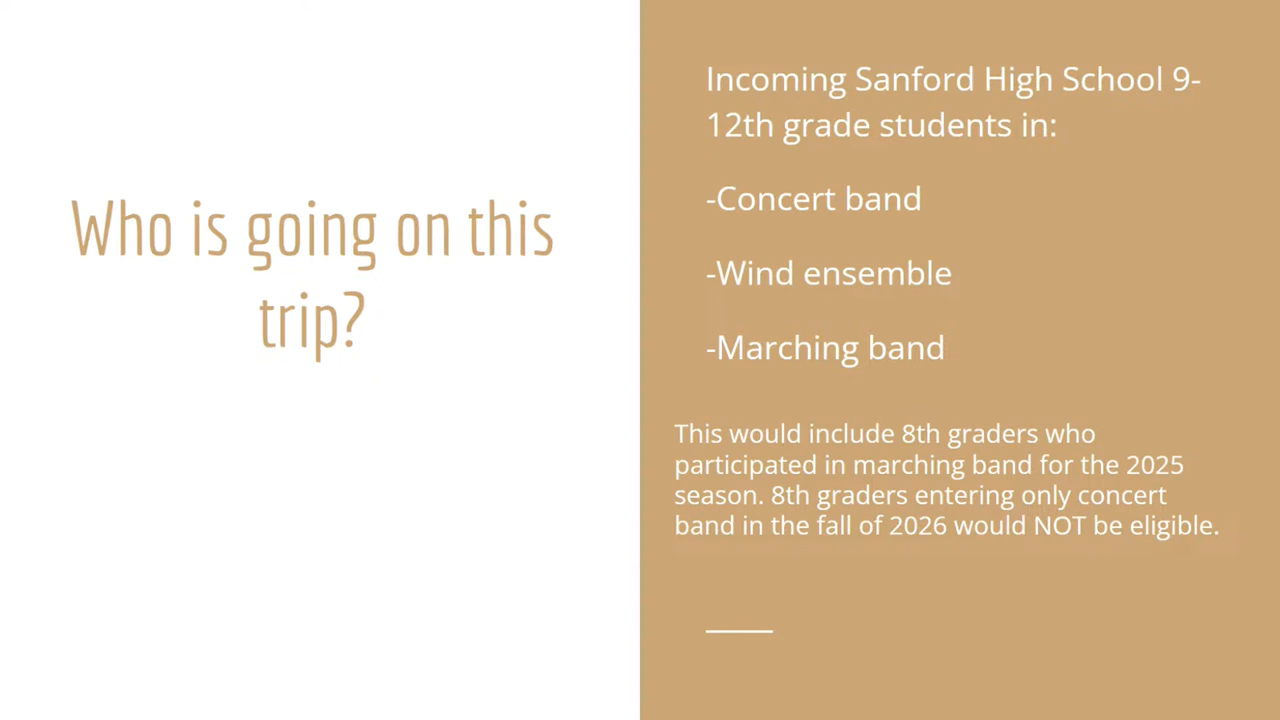 Who is going on this
trip?
Incoming Sanford High School 9-
12th grade students in:
-Concert band
-Wind ensemble
-Marching band
This would include 8th graders who
participated in marching band for the 2025
season. 8th graders entering only concert
band in the fall of 2026 would NOT be eligible.